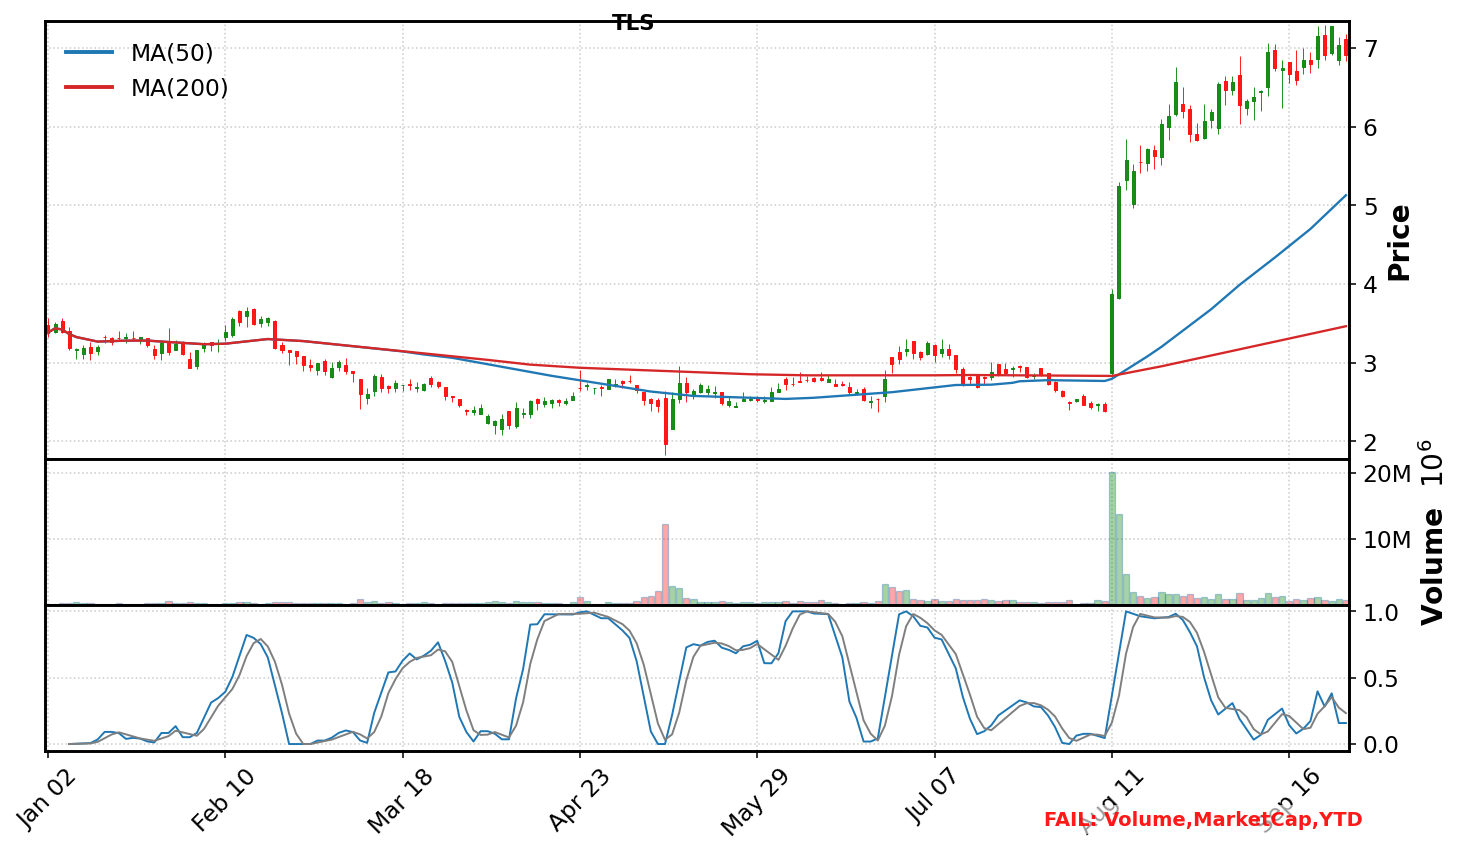 TLS
MA(50)
MA(200)
7
6
5
4
3
2
Price
20M
10M
Volume 10^6
1.0
0.5
0.0
Jan 02
Feb 10
Mar 18
Apr 23
May 29
Jul 07
Aug 11
Sep 16
FAIL: Volume,MarketCap,YTD